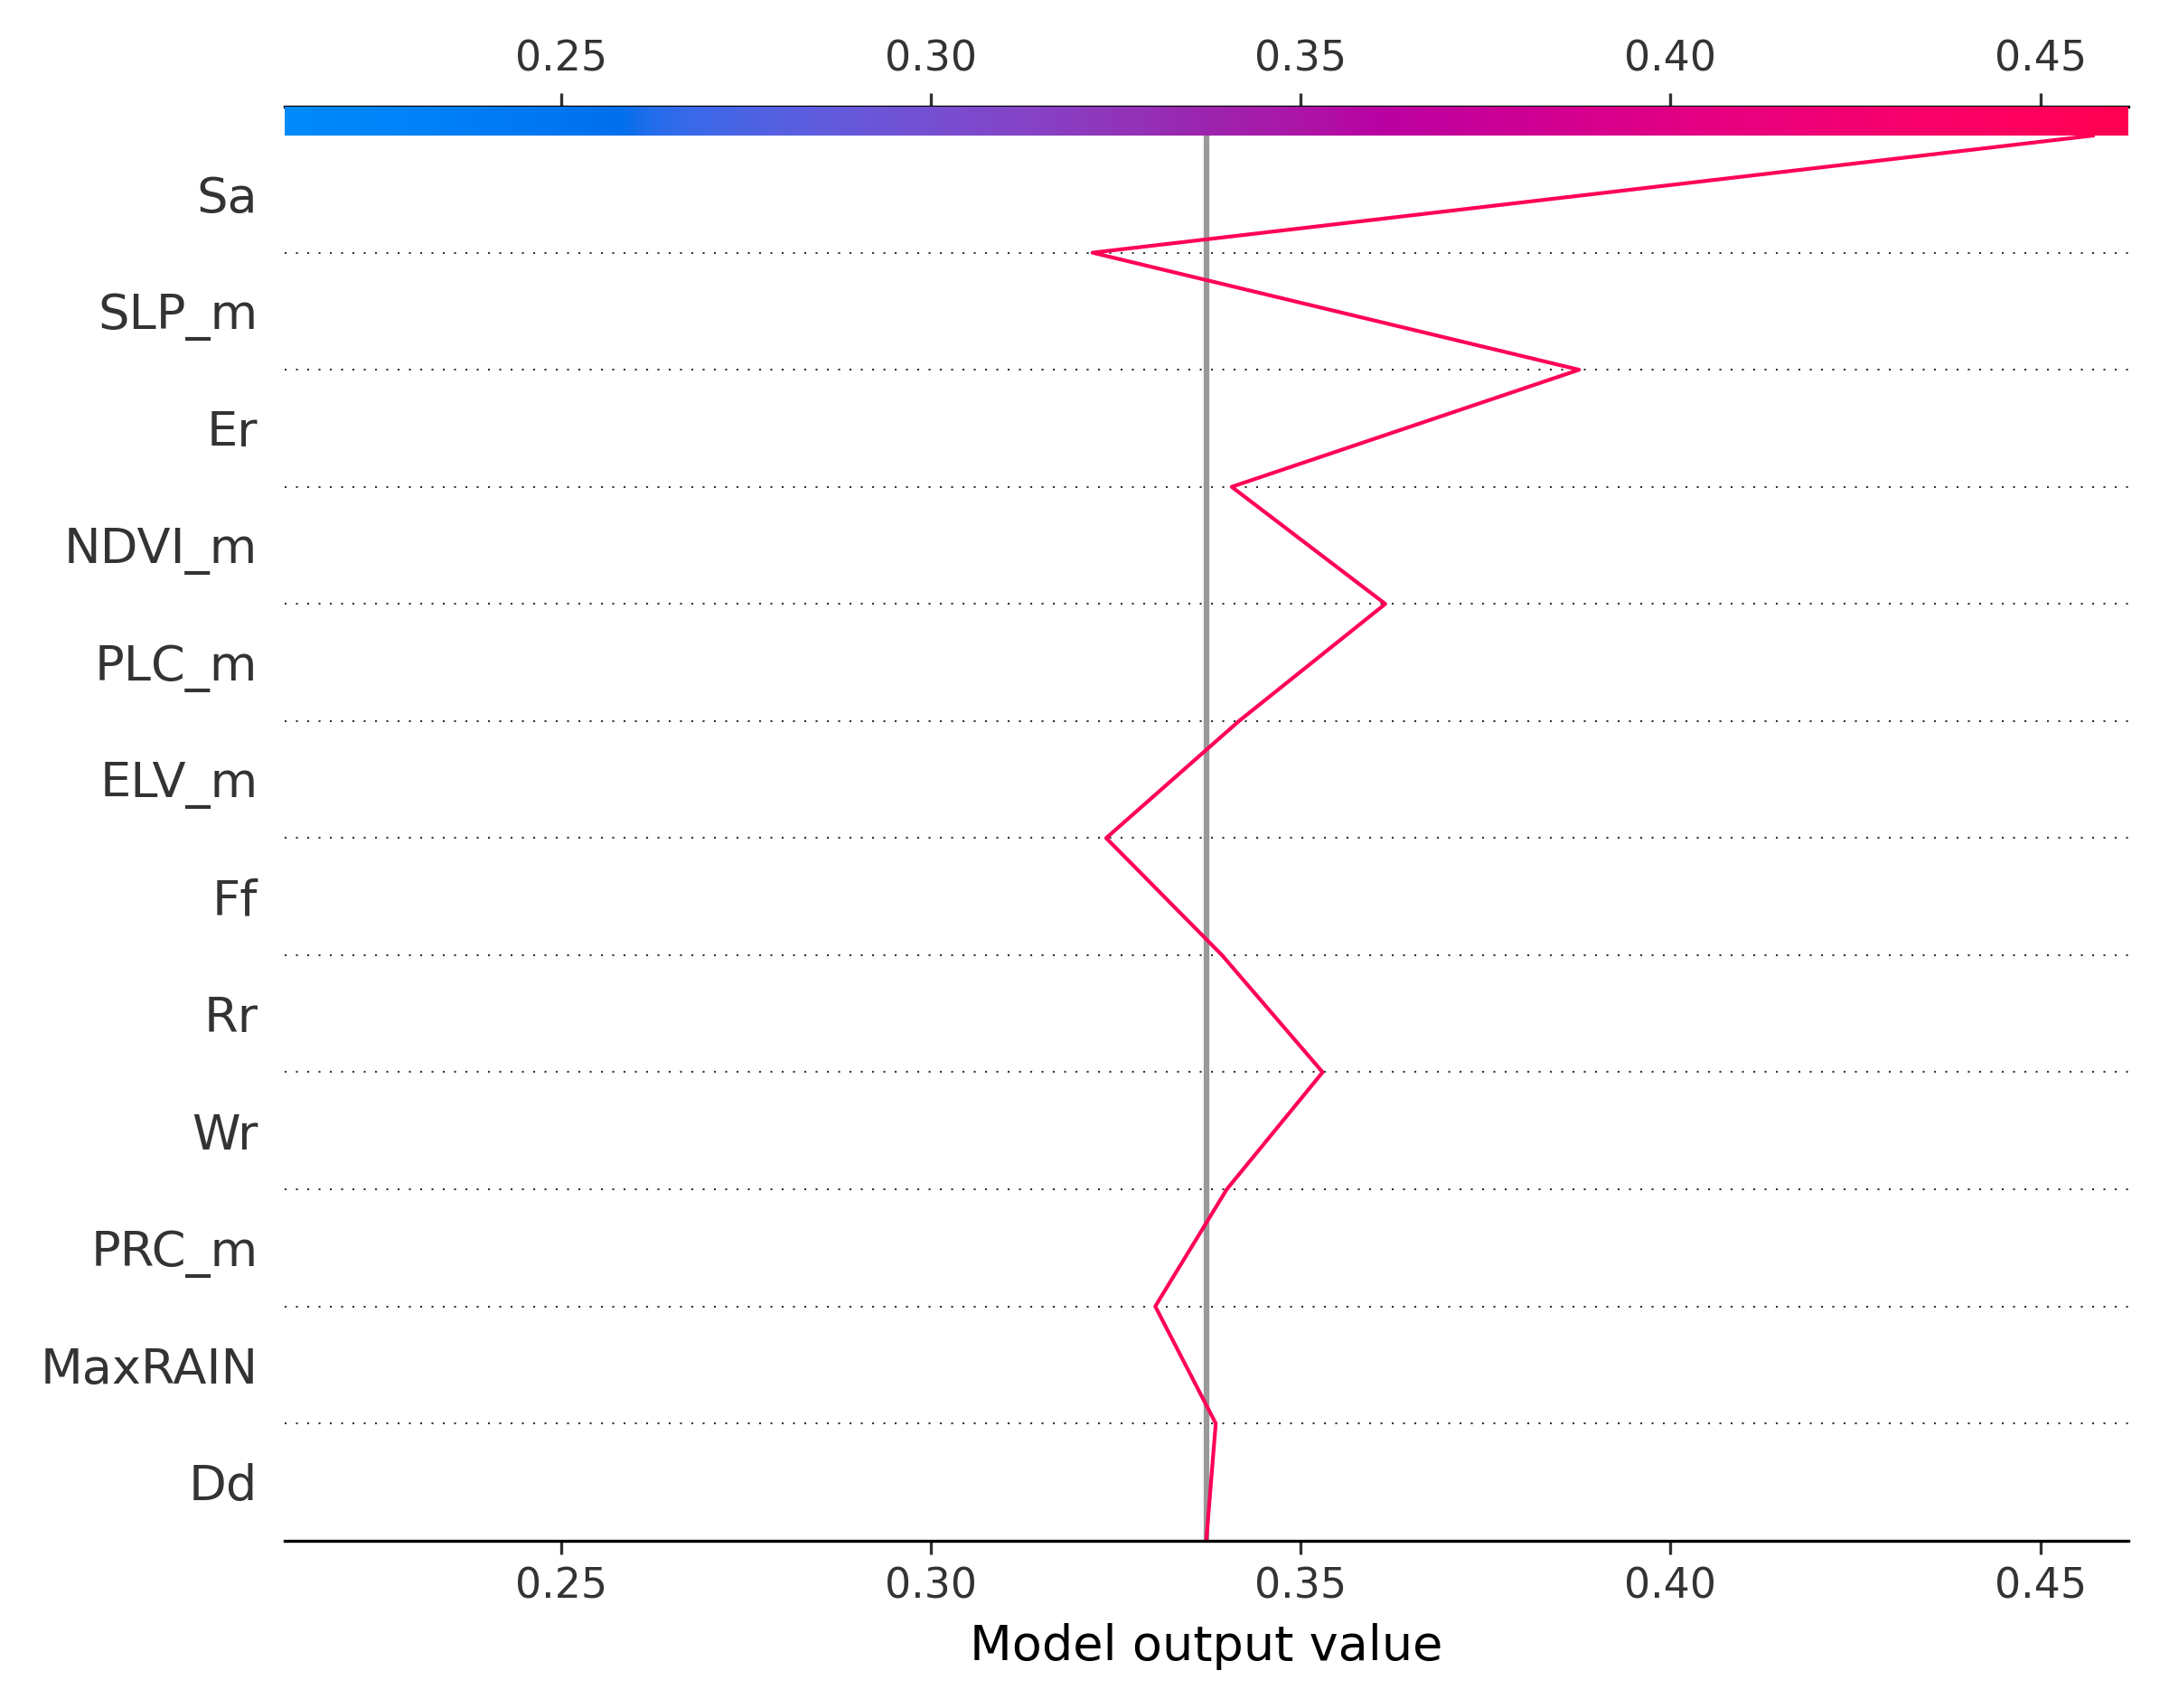 0.25 0.30 0.35 0.40 0.45
Sa
SLP_m
Er
NDVI_m
PLC_m
ELV_m
Ff
Rr
Wr
PRC_m
MaxRAIN
Dd
0.25 0.30 0.35 0.40 0.45
Model output value